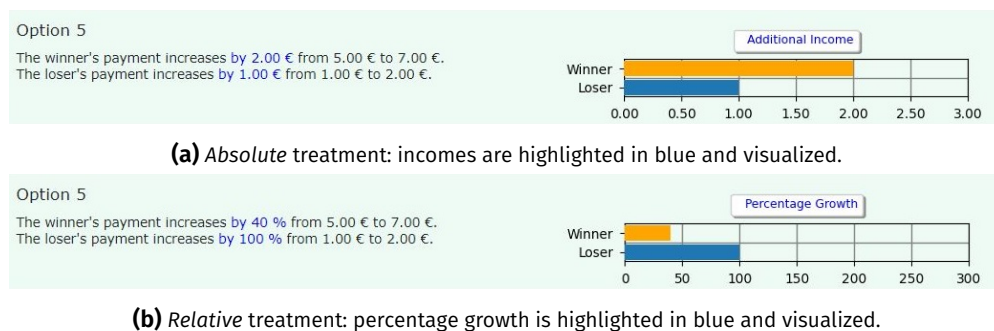 Option 5
The winner's payment increases by 2.00 € from 5.00 € to 7.00 €.
The loser's payment increases by 1.00 € from 1.00 € to 2.00 €.
Additional Income
Winner
Loser
0.00 0.50 1.00 1.50 2.00 2.50 3.00
(a) Absolute treatment: incomes are highlighted in blue and visualized.
Option 5
The winner's payment increases by 40 % from 5.00 € to 7.00 €.
The loser's payment increases by 100 % from 1.00 € to 2.00 €.
Percentage Growth
Winner
Loser
0 50 100 150 200 250 300
(b) Relative treatment: percentage growth is highlighted in blue and visualized.